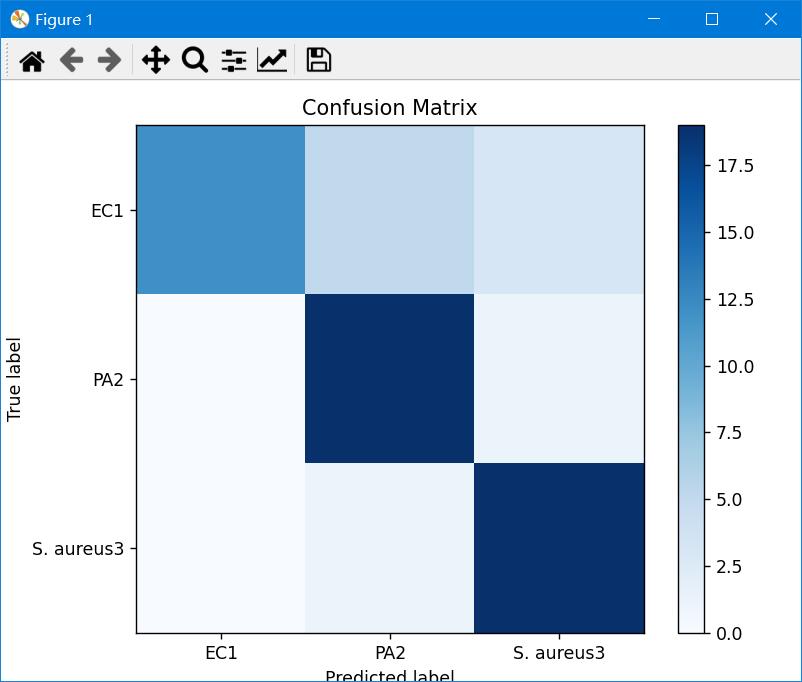 Figure 1
Confusion Matrix
EC1
PA2
S. aureus3
True label
EC1
PA2
S. aureus3
Predicted label
17.5
15.0
12.5
10.0
7.5
5.0
2.5
0.0